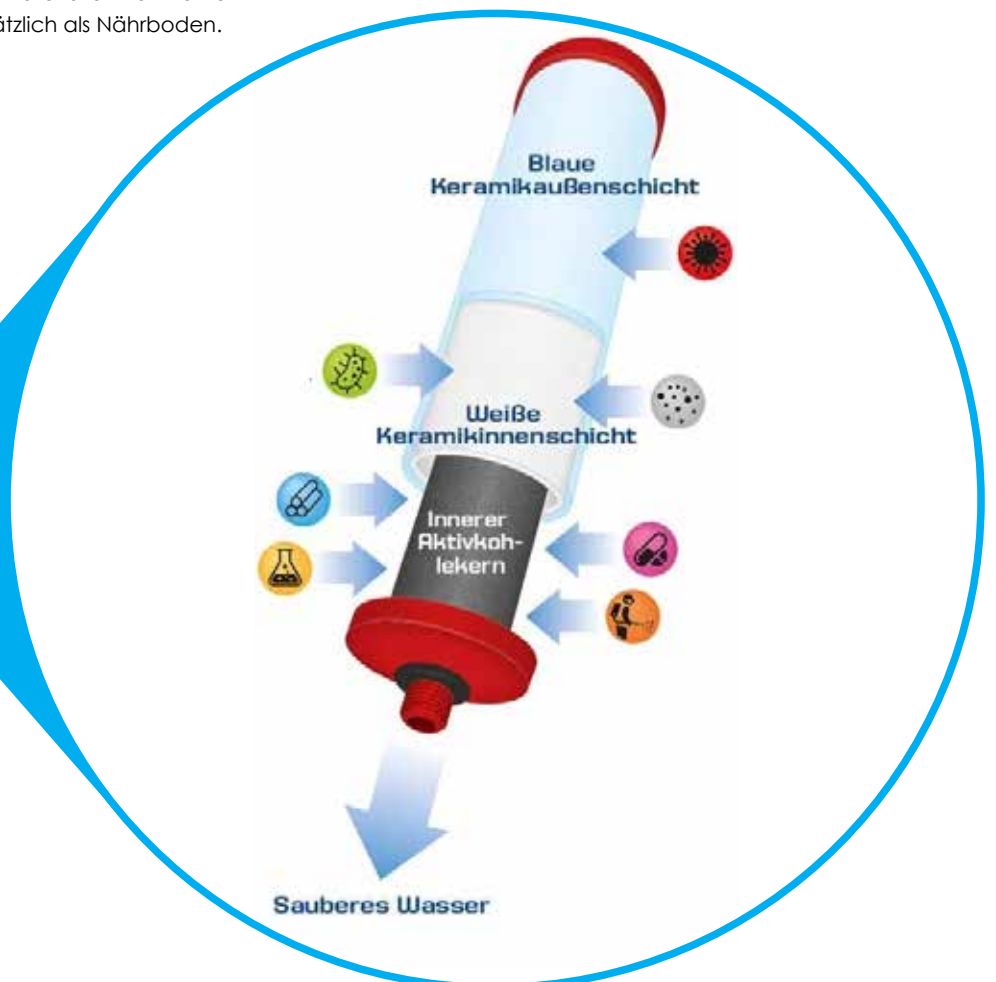 ätzlich als Nährboden.
Blaue
Keramikaußenschicht
Weiße
Keramikinnenschicht
Innerer
Aktivkoh-
lekern
Sauberes Wasser